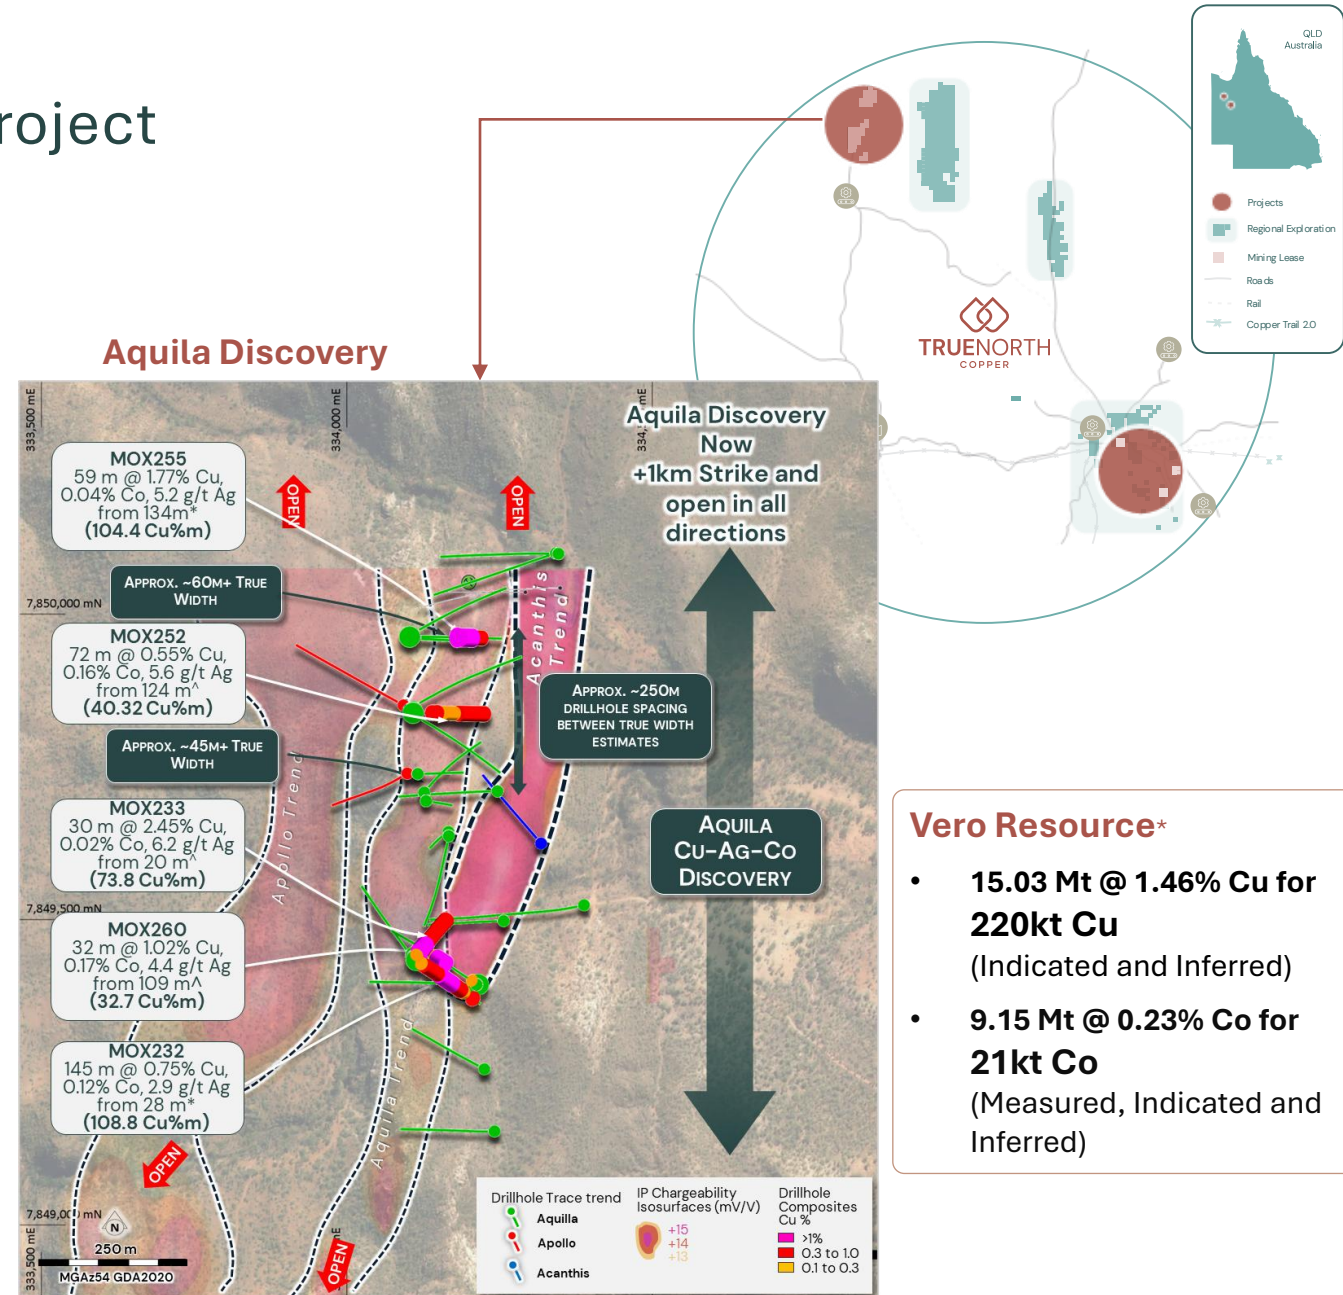 roject
QLD
Australia
Projects
Regional Exploration
Mining Lease
Roads
Rail
Copper Trail 2.0
TRUENORTH
COPPER
Aquila Discovery
333,500 mE
334,000 mE
334,
mE
Aquila Discovery
Now
+1km Strike and
open in all
directions
MOX255
59 m @ 1.77% Cu,
0.04% Co, 5.2 g/t Ag
from 134m*
(104.4 Cu%m)
OPEN
OPEN
APPROX. ~60M+ TRUE
WIDTH
7,850,000 mN
Acanthis
Trend
MOX252
72 m @ 0.55% Cu,
0.16% Co, 5.6 g/t Ag
from 124 m^
(40.32 Cu%m)
APPROX. ~250M
DRILLHOLE SPACING
BETWEEN TRUE WIDTH
ESTIMATES
APPROX. ~45M+ TRUE
WIDTH
Apollo Trend
MOX233
30 m @ 2.45% Cu,
0.02% Co, 6.2 g/t Ag
from 20 m^
(73.8 Cu%m)
AQUILA
CU-AG-CO
DISCOVERY
7,849,500 mN
MOX260
32 m @ 1.02% Cu,
0.17% Co, 4.4 g/t Ag
from 109 m^
(32.7 Cu%m)
Aquila Trend
MOX232
145 m @ 0.75% Cu,
0.12% Co, 2.9 g/t Ag
from 28 m*
(108.8 Cu%m)
OPEN
7,849,000 mN
N
250 m
MGAz54 GDA2020
333,500 mE
OPEN
mE
Drillhole Trace trend
Aquilla
Apollo
Acanthis
IP Chargeability
Isosurfaces (mV/V)
+15
+14
+13
Drillhole
Composites
Cu %
>1%
0.3 to 1.0
0.1 to 0.3
Vero Resource*
• 15.03 Mt @ 1.46% Cu for
220kt Cu
(Indicated and Inferred)
• 9.15 Mt @ 0.23% Co for
21kt Co
(Measured, Indicated and
Inferred)